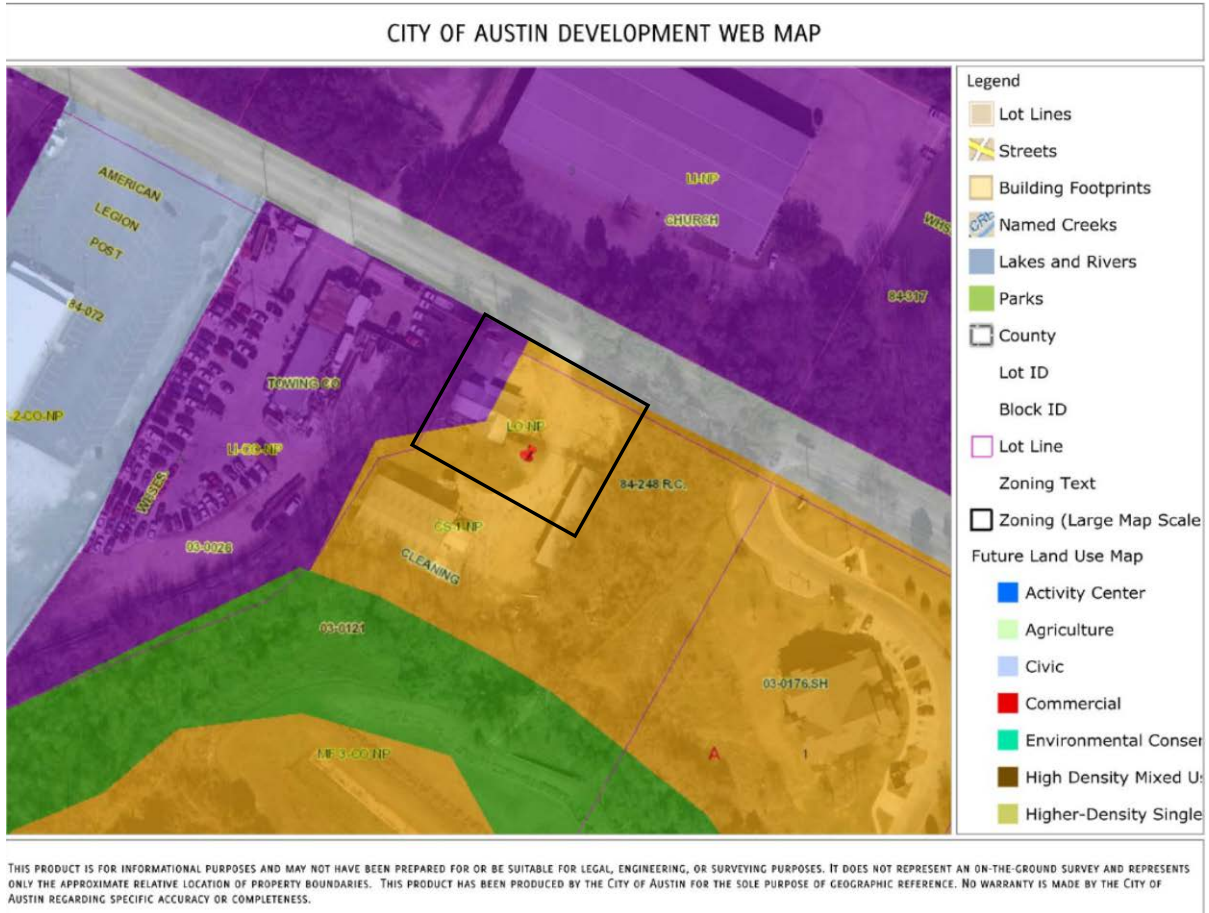 CITY OF AUSTIN DEVELOPMENT WEB MAP
AMERICAN
LEGION
POST
84-072
2-CO-NP
TOWING CO
LI-CO-NP
WEISER
03-0026
LI-NP
CHURCH
84-317
LO-NP
84-248 R.C.
CS-1-NP
CLEANING
03-0121
MF-3-CO-NP
03-0176.SH
A
1
Legend
Lot Lines
Streets
Building Footprints
Named Creeks
Lakes and Rivers
Parks
County
Lot ID
Block ID
Lot Line
Zoning Text
Zoning (Large Map Scale
Future Land Use Map
Activity Center
Agriculture
Civic
Commercial
Environmental Conser
High Density Mixed U
Higher-Density Single
THIS PRODUCT IS FOR INFORMATIONAL PURPOSES AND MAY NOT HAVE BEEN PREPARED FOR OR BE SUITABLE FOR LEGAL, ENGINEERING, OR SURVEYING PURPOSES. IT DOES NOT REPRESENT AN ON-THE-GROUND SURVEY AND REPRESENTS
ONLY THE APPROXIMATE RELATIVE LOCATION OF PROPERTY BOUNDARIES. THIS PRODUCT HAS BEEN PRODUCED BY THE CITY OF AUSTIN FOR THE SOLE PURPOSE OF GEOGRAPHIC REFERENCE. NO WARRANTY IS MADE BY THE CITY OF
AUSTIN REGARDING SPECIFIC ACCURACY OR COMPLETENESS.